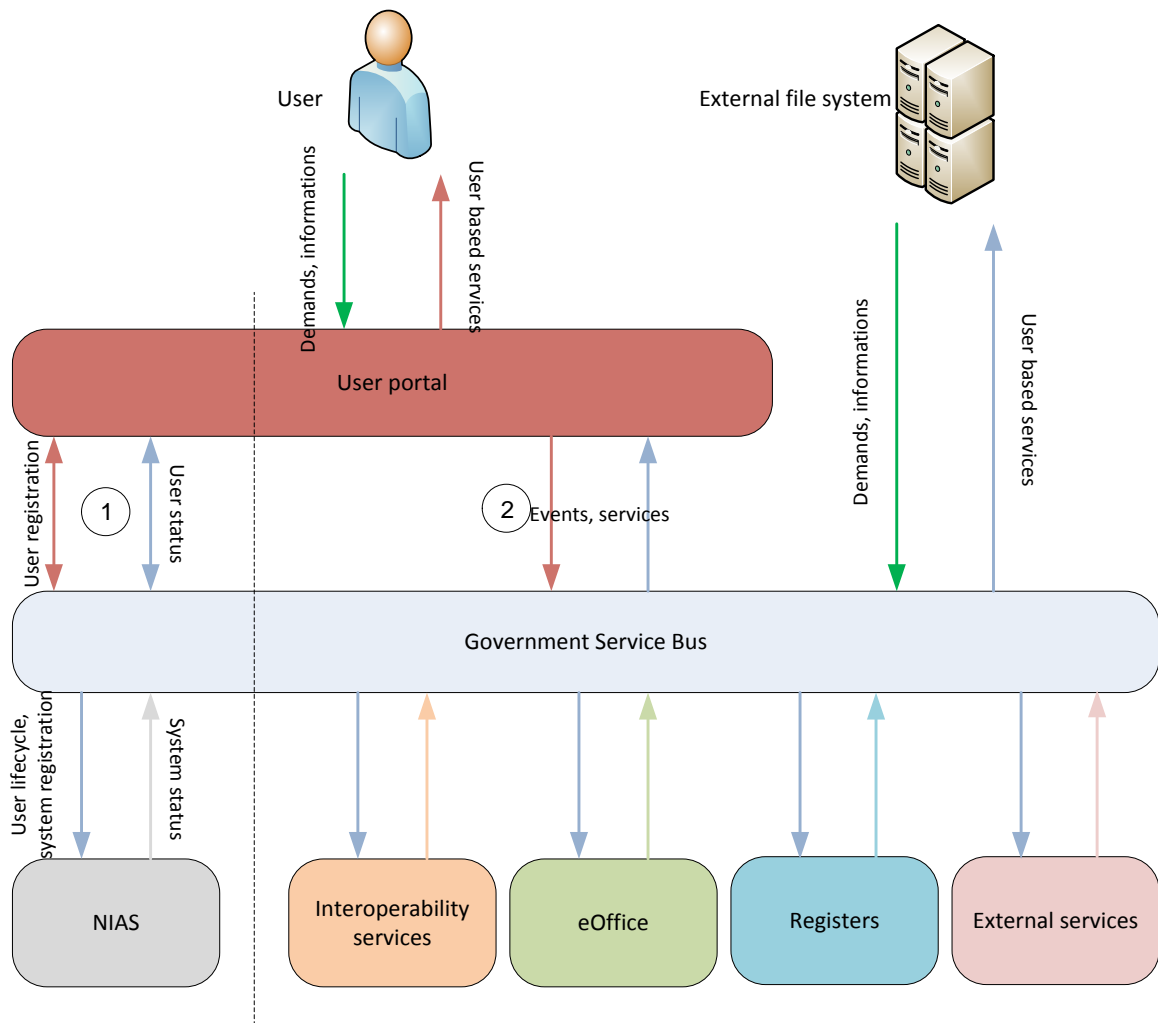 User
External file system
Demands, informations
User based services
User portal
Demands, informations
User based services
User registration
1
User status
2
Events, services
Government Service Bus
User lifecycle,
system registration
System status
NIAS
Interoperability
services
eOffice
Registers
External services